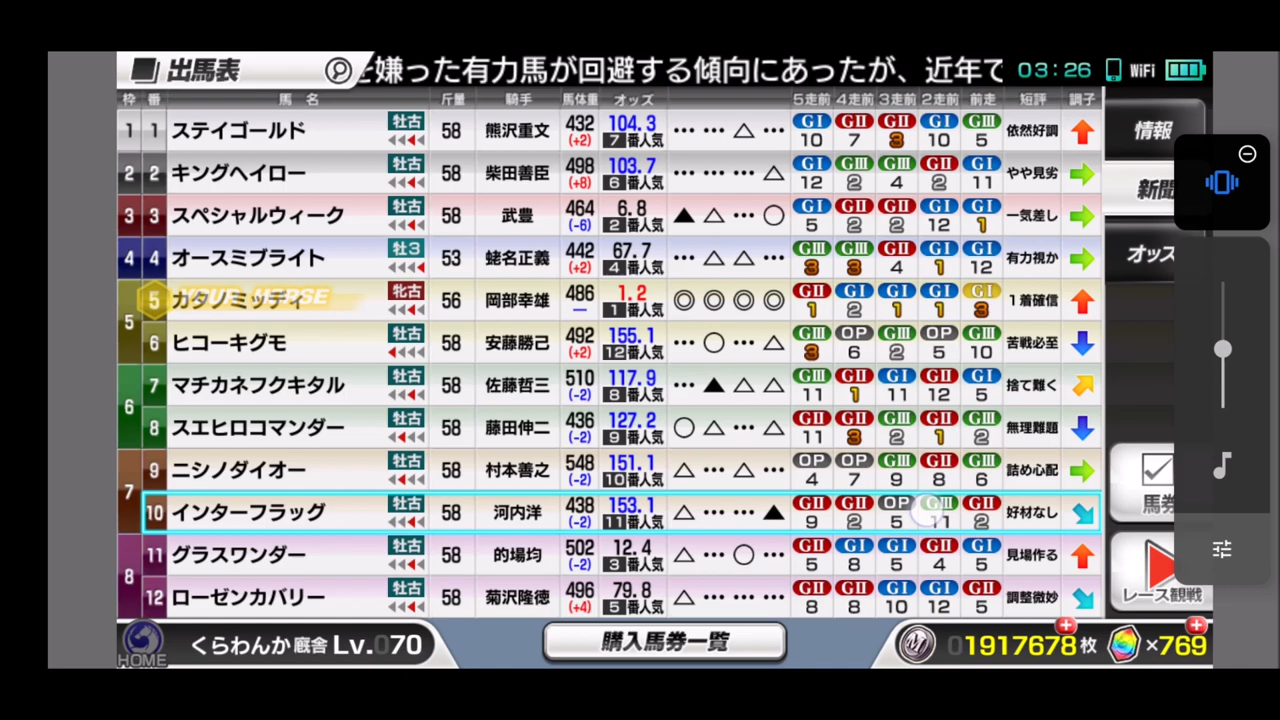 出馬表 を嫌った有力馬が回避する傾向にあったが、近年で 03:26 WiFi
枠 番 馬名 斤量 騎手 馬体重 オッズ 5走前 4走前 3走前 2走前 前走 短評 調子
1 1 ステイゴールド 牡古 58 熊沢重文 432 (+2) 104.3 7番人気 … … △ … GI 10 GII 7 GII 3 GI 10 GIII 5 依然好調
2 2 キングヘイロー 牡古 58 柴田善臣 498 (+8) 103.7 6番人気 … … … △ GI 12 GIII 2 GIII 4 GII 2 GI 11 やや見劣
3 3 スペシャルウィーク 牡古 58 武豊 464 (-6) 6.8 2番人気 ▲ △ … ○ GI 5 GII 2 GII 2 GI 12 GI 1 一気差し
4 4 オースミブライト 牡3 53 蛯名正義 442 (+2) 67.7 4番人気 … △ △ … GIII 3 GIII 3 GII 4 GI 1 GI 12 有力視か
5 5 カタノミッディ YOUR HORSE 牝古 56 岡部幸雄 486 — 1.2 1番人気 ◎ ◎ ◎ ◎ GII 1 GI 2 GI 1 GI 1 GI 3 1着確信
6 ヒコーキグモ 牡古 58 安藤勝己 492 (+2) 155.1 12番人気 … ○ … △ GIII 3 OP 6 GIII 2 OP 5 GIII 10 苦戦必至
6 7 マチカネフクキタル 牡古 58 佐藤哲三 510 (-2) 117.9 8番人気 … ▲ △ △ GIII 11 GII 1 GI 11 GII 12 GI 5 捨て難く
8 スエヒロコマンダー 牡古 58 藤田伸二 436 (-2) 127.2 9番人気 ○ △ … △ GII 11 GII 3 GIII 2 GII 1 GIII 2 無理難題
7 9 ニシノダイオー 牡古 58 村本善之 548 (-2) 151.1 10番人気 △ … △ … OP 4 OP 7 GIII 9 GII 8 GIII 6 詰め心配
10 インターフラッグ 牡古 58 河内洋 438 (-2) 153.1 11番人気 △ … … ▲ GII 9 GII 2 OP 5 GIII 11 GII 2 好材なし
8 11 グラスワンダー 牡古 58 的場均 502 (-2) 12.4 3番人気 △ … ○ … GII 5 GI 8 GI 5 GII 4 GI 5 見場作る
12 ローゼンカバリー 牡古 58 菊沢隆徳 496 (+4) 79.8 5番人気 △ … … … GII 8 GII 8 GI 10 GI 12 GII 5 調整微妙
情報
新聞
オッズ
馬券
レース観戦
HOME くらわんか厩舎 Lv.070 購入馬券一覧 01917678枚 ×769